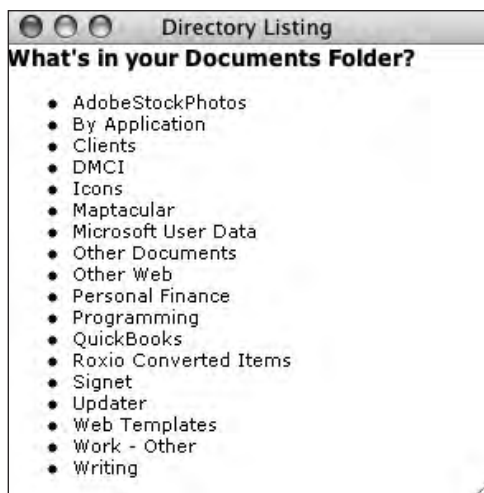 Directory Listing
What's in your Documents Folder?
• AdobeStockPhotos
• By Application
• Clients
• DMCI
• Icons
• Maptacular
• Microsoft User Data
• Other Documents
• Other Web
• Personal Finance
• Programming
• QuickBooks
• Roxio Converted Items
• Signet
• Updater
• Web Templates
• Work - Other
• Writing